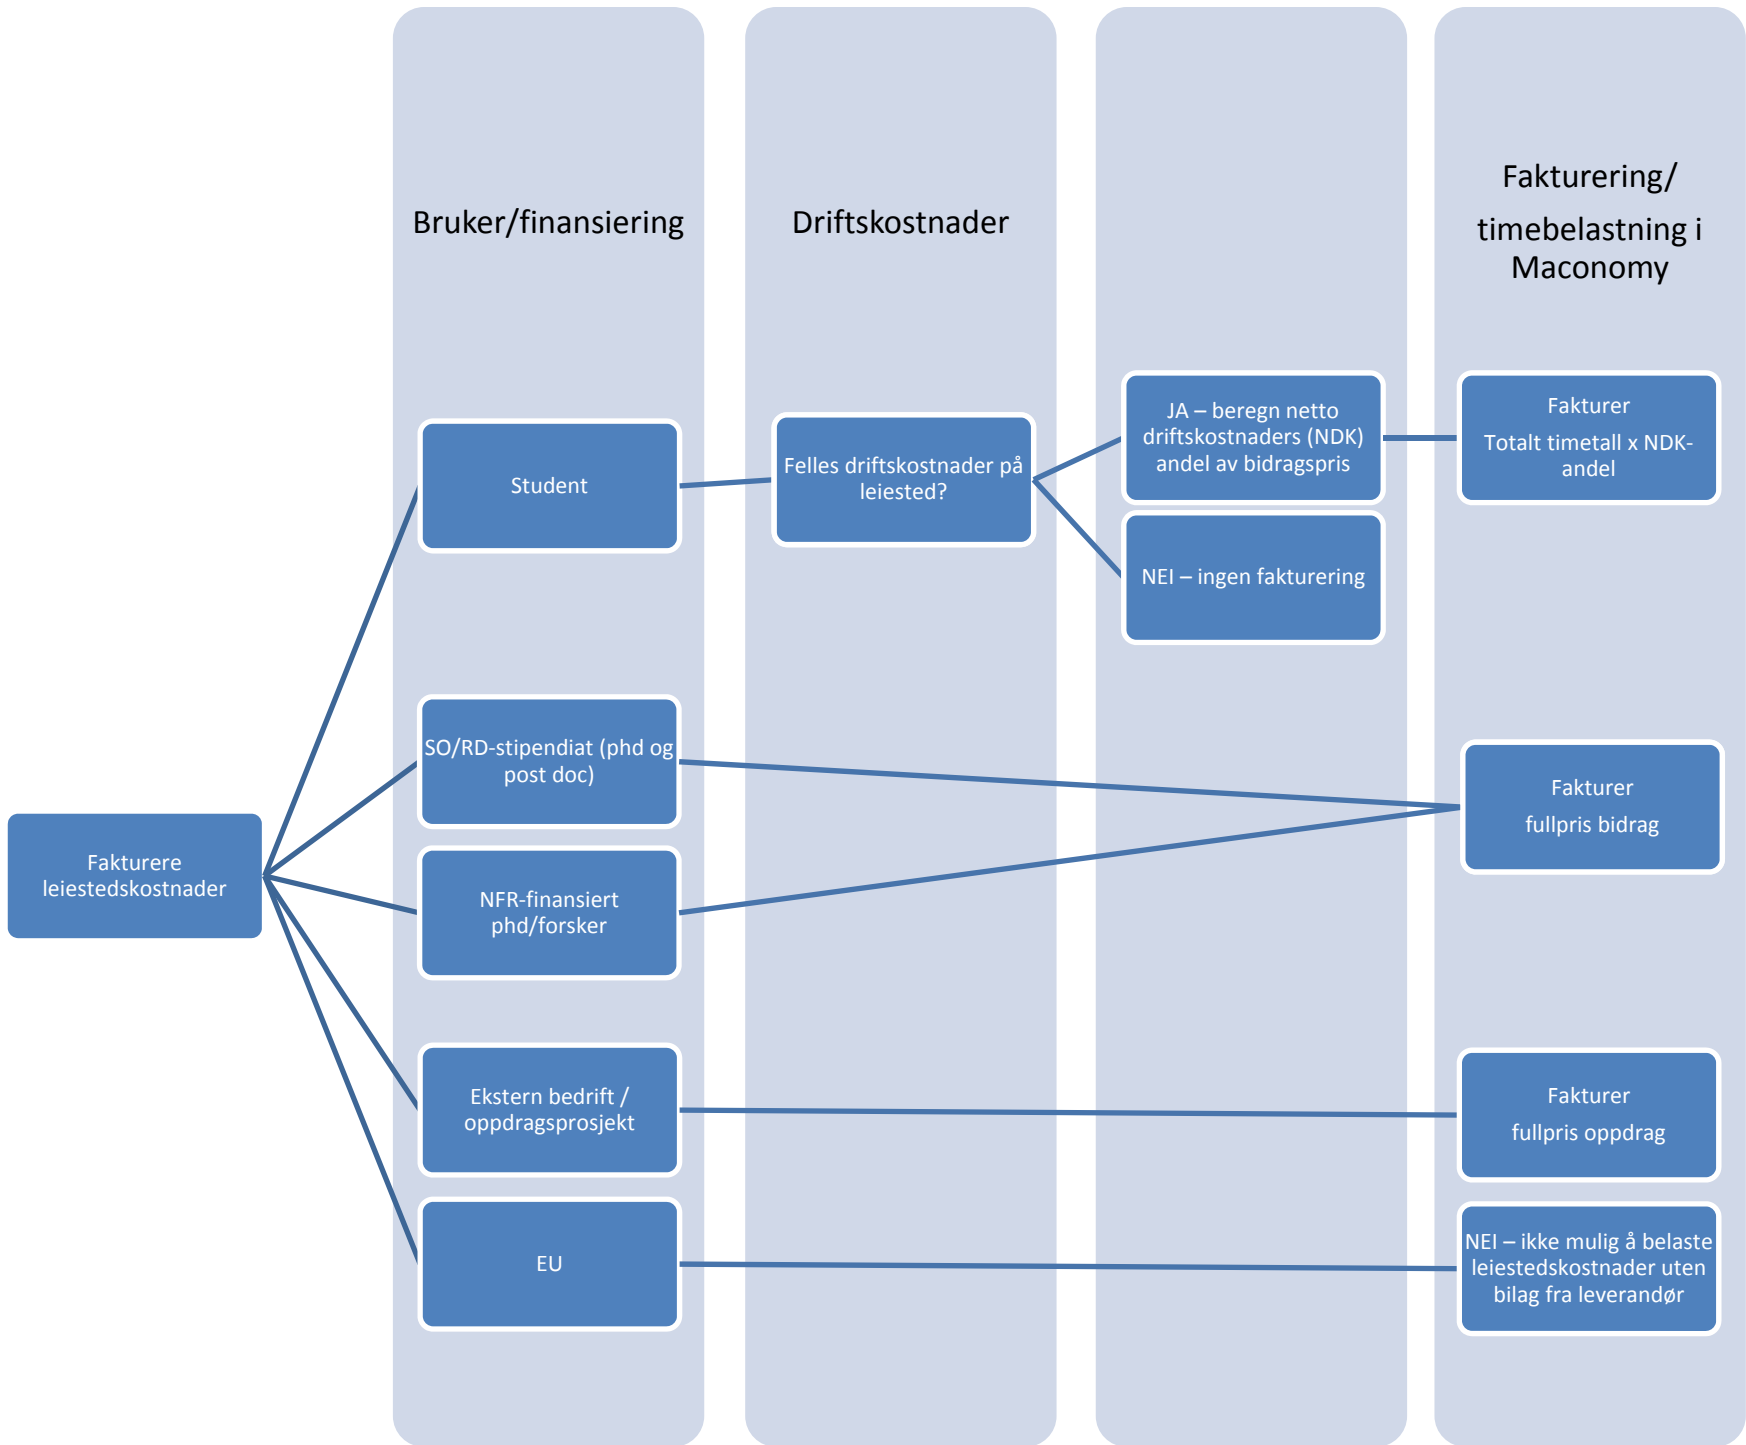 Bruker/finansiering
Driftskostnader
Fakturering/
timebelastning i
Maconomy
Fakturere
leiestedskostnader
Student
Felles driftskostnader på
leiested?
JA – beregn netto
driftskostnaders (NDK)
andel av bidragspris
Fakturer
Totalt timetall x NDK-
andel
NEI – ingen fakturering
SO/RD-stipendiat (phd og
post doc)
NFR-finansiert
phd/forsker
Fakturer
fullpris bidrag
Ekstern bedrift /
oppdragsprosjekt
Fakturer
fullpris oppdrag
EU
NEI – ikke mulig å belaste
leiestedskostnader uten
bilag fra leverandør